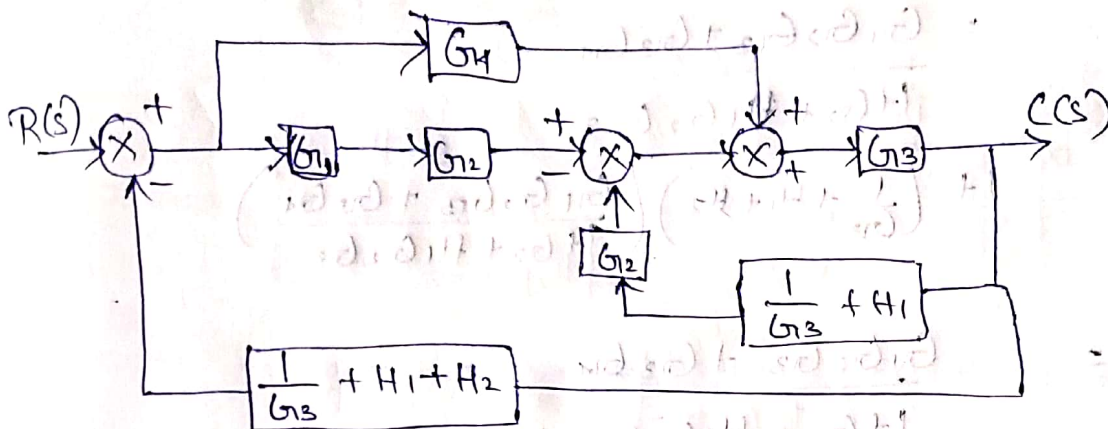 G4
R(S) + + + C(S)
X G1 G2 X X G3
- - +
G2
1/G3 + H1
1/G3 + H1 + H2